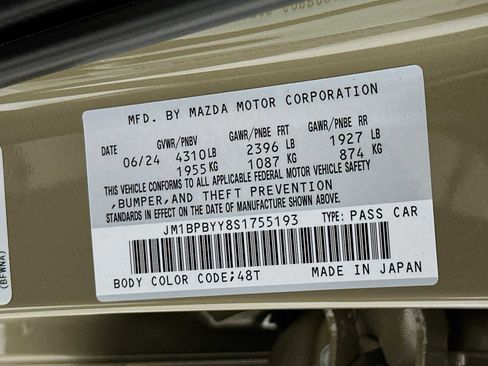 MFD. BY MAZDA MOTOR CORPORATION
DATE GVWR/PNBV GAWR/PNBE FRT GAWR/PNBE RR
06/24 4310LB 2396 LB 1927 LB
1955KG 1087 KG 874 KG
THIS VEHICLE CONFORMS TO ALL APPLICABLE FEDERAL MOTOR VEHICLE SAFETY
,BUMPER,AND THEFT PREVENTION
STANDARDS IN EFFECT ON THE DATE OF MANUFACTURE SHOWN ABOVE.
JM1BPBYY8S1755193 TYPE: PASS CAR
BODY COLOR CODE;48T MADE IN JAPAN
(BFWNA)